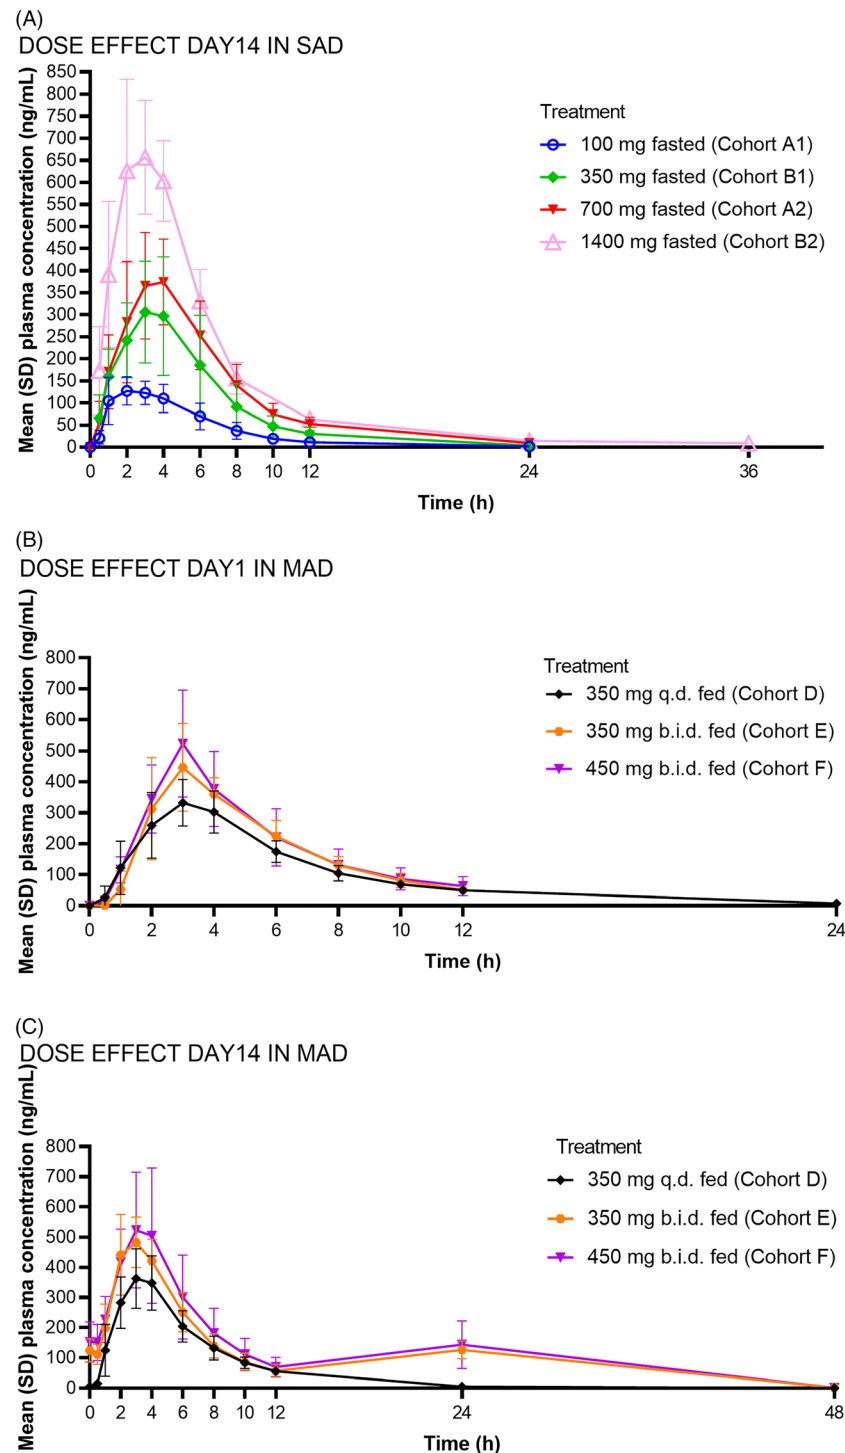 (A)
DOSE EFFECT DAY14 IN SAD
Mean (SD) plasma concentration (ng/mL)
850
800
750
700
650
600
550
500
450
400
350
300
250
200
150
100
50
0
0 2 4 6 8 10 12 24 36
Time (h)
Treatment
100 mg fasted (Cohort A1)
350 mg fasted (Cohort B1)
700 mg fasted (Cohort A2)
1400 mg fasted (Cohort B2)
(B)
DOSE EFFECT DAY1 IN MAD
Mean (SD) plasma concentration (ng/mL)
800
700
600
500
400
300
200
100
0
0 2 4 6 8 10 12 24
Time (h)
Treatment
350 mg q.d. fed (Cohort D)
350 mg b.i.d. fed (Cohort E)
450 mg b.i.d. fed (Cohort F)
(C)
DOSE EFFECT DAY14 IN MAD
Mean (SD) plasma concentration (ng/mL)
800
700
600
500
400
300
200
100
0
0 2 4 6 8 10 12 24 48
Time (h)
Treatment
350 mg q.d. fed (Cohort D)
350 mg b.i.d. fed (Cohort E)
450 mg b.i.d. fed (Cohort F)